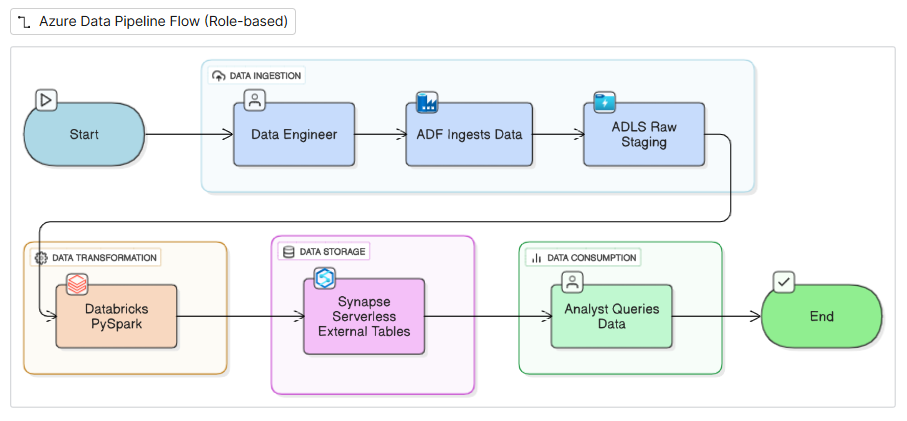 Azure Data Pipeline Flow (Role-based)
DATA INGESTION
Start
Data Engineer
ADF Ingests Data
ADLS Raw
Staging
DATA TRANSFORMATION
Databricks
PySpark
DATA STORAGE
Synapse
Serverless
External Tables
DATA CONSUMPTION
Analyst Queries
Data
End